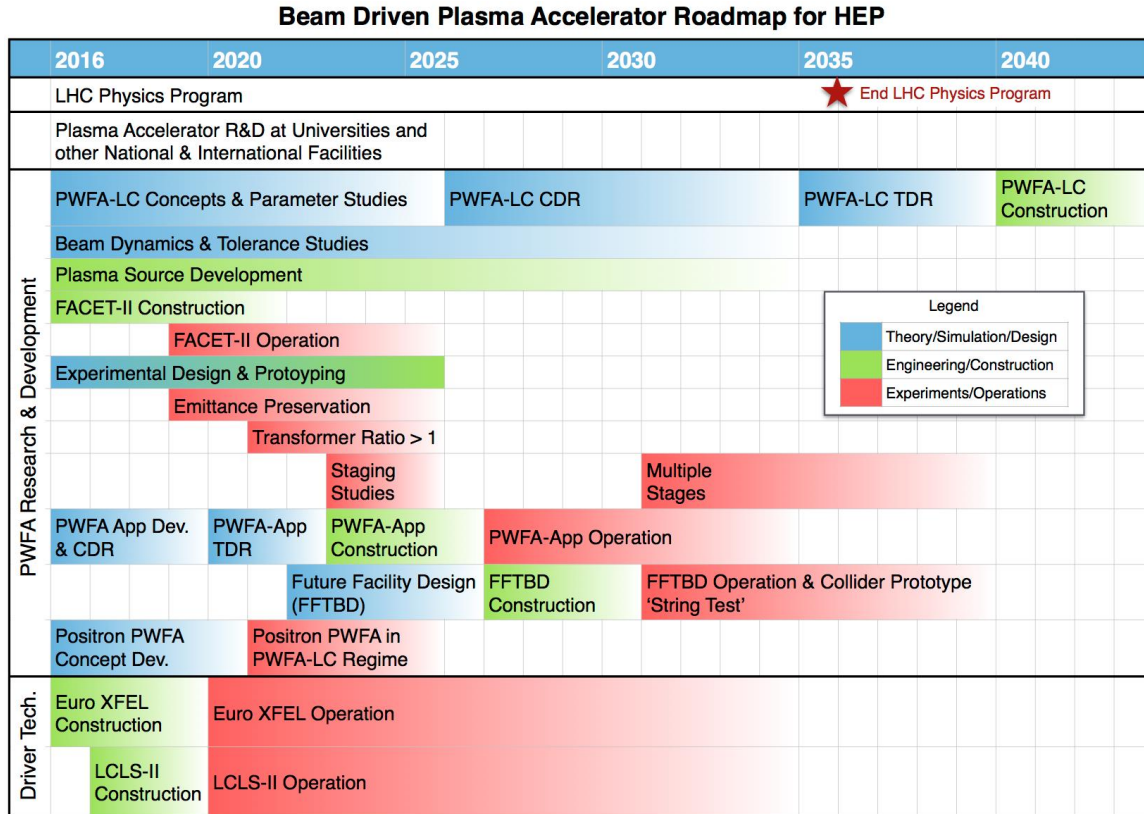 Beam Driven Plasma Accelerator Roadmap for HEP
2016 2020 2025 2030 2035 2040
LHC Physics Program
End LHC Physics Program
Plasma Accelerator R&D at Universities and
other National & International Facilities
PWFA Research & Development
PWFA-LC Concepts & Parameter Studies
PWFA-LC CDR
PWFA-LC TDR
PWFA-LC
Construction
Beam Dynamics & Tolerance Studies
Plasma Source Development
FACET-II Construction
FACET-II Operation
Experimental Design & Protoyping
Emittance Preservation
Transformer Ratio > 1
Staging
Studies
Multiple
Stages
PWFA App Dev.
& CDR
PWFA-App
TDR
PWFA-App
Construction
PWFA-App Operation
Future Facility Design
(FFTBD)
FFTBD
Construction
FFTBD Operation & Collider Prototype
‘String Test’
Positron PWFA
Concept Dev.
Positron PWFA in
PWFA-LC Regime
Legend
Theory/Simulation/Design
Engineering/Construction
Experiments/Operations
Driver Tech.
Euro XFEL
Construction
Euro XFEL Operation
LCLS-II
Construction
LCLS-II Operation